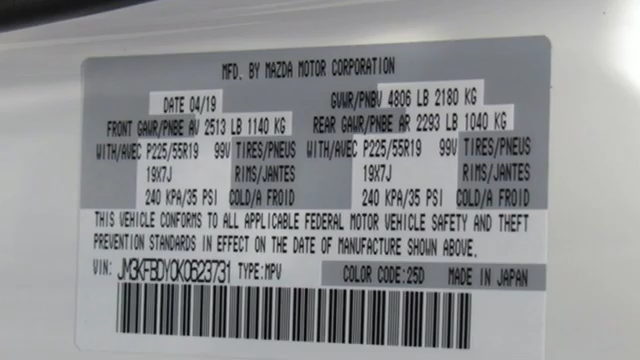 MFD. BY MAZDA MOTOR CORPORATION
DATE 04/19 GVWR/PNBV 4806 LB 2180 KG
FRONT GAWR/PNBE AV 2513 LB 1140 KG REAR GAWR/PNBE AR 2293 LB 1040 KG
WITH/AVEC P225/55R19 99V TIRES/PNEUS WITH/AVEC P225/55R19 99V TIRES/PNEUS
19X7J RIMS/JANTES 19X7J RIMS/JANTES
240 KPA/35 PSI COLD/A FROID 240 KPA/35 PSI COLD/A FROID
THIS VEHICLE CONFORMS TO ALL APPLICABLE FEDERAL MOTOR VEHICLE SAFETY AND THEFT
PREVENTION STANDARDS IN EFFECT ON THE DATE OF MANUFACTURE SHOWN ABOVE.
VIN: JM3KFBDY0K0623731 TYPE:MPV COLOR CODE:25D MADE IN JAPAN